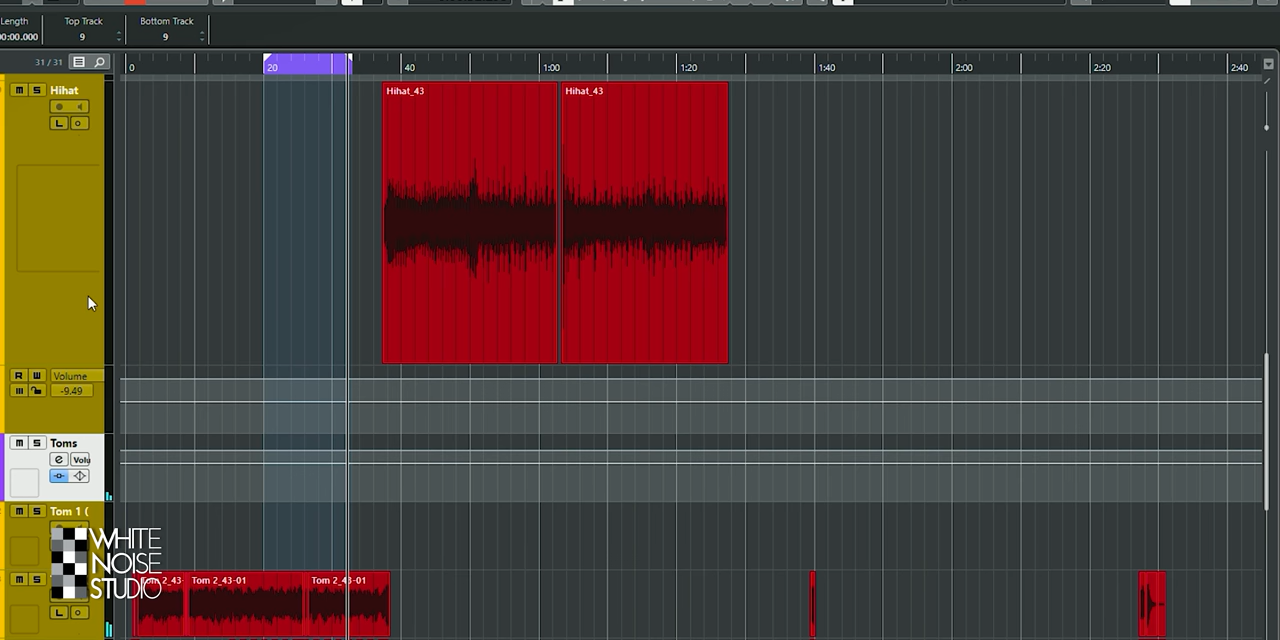 Length
Top Track
Bottom Track
00:00.000
9
9
31 / 31
0
20
40
1:00
1:20
1:40
2:00
2:20
2:40
m S Hihat
Hihat_43
Hihat_43
L
R W Volume
-9.49
m S Toms
e Volu
m S Tom 1 (
WHITE
NOISE
STUDIO
m S
Tom 2_43-
Tom 2_43-01
Tom 2_43-01
L